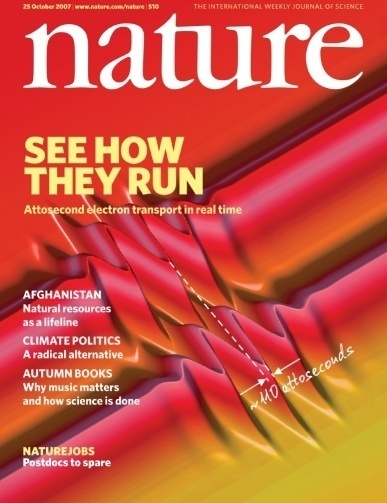 25 October 2007 | www.nature.com/nature | $10
THE INTERNATIONAL WEEKLY JOURNAL OF SCIENCE
nature
SEE HOW
THEY RUN
Attosecond electron transport in real time
AFGHANISTAN
Natural resources
as a lifeline
CLIMATE POLITICS
A radical alternative
AUTUMN BOOKS
Why music matters
and how science is done
~110 attoseconds
NATUREJOBS
Postdocs to spare